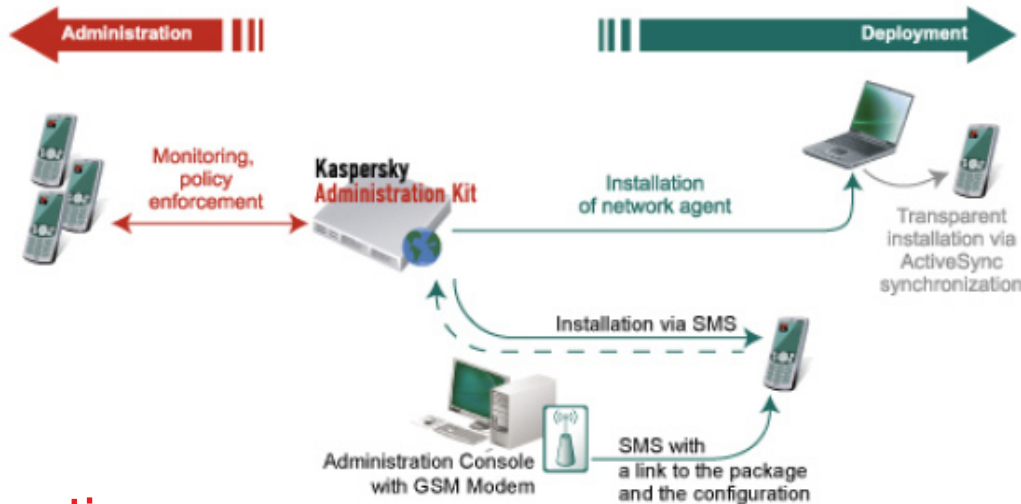 Administration
Deployment
Monitoring,
policy
enforcement
Kaspersky
Administration Kit
Installation
of network agent
Transparent
installation via
ActiveSync
synchronization
Installation via SMS
Administration Console
with GSM Modem
SMS with
a link to the package
and the configuration